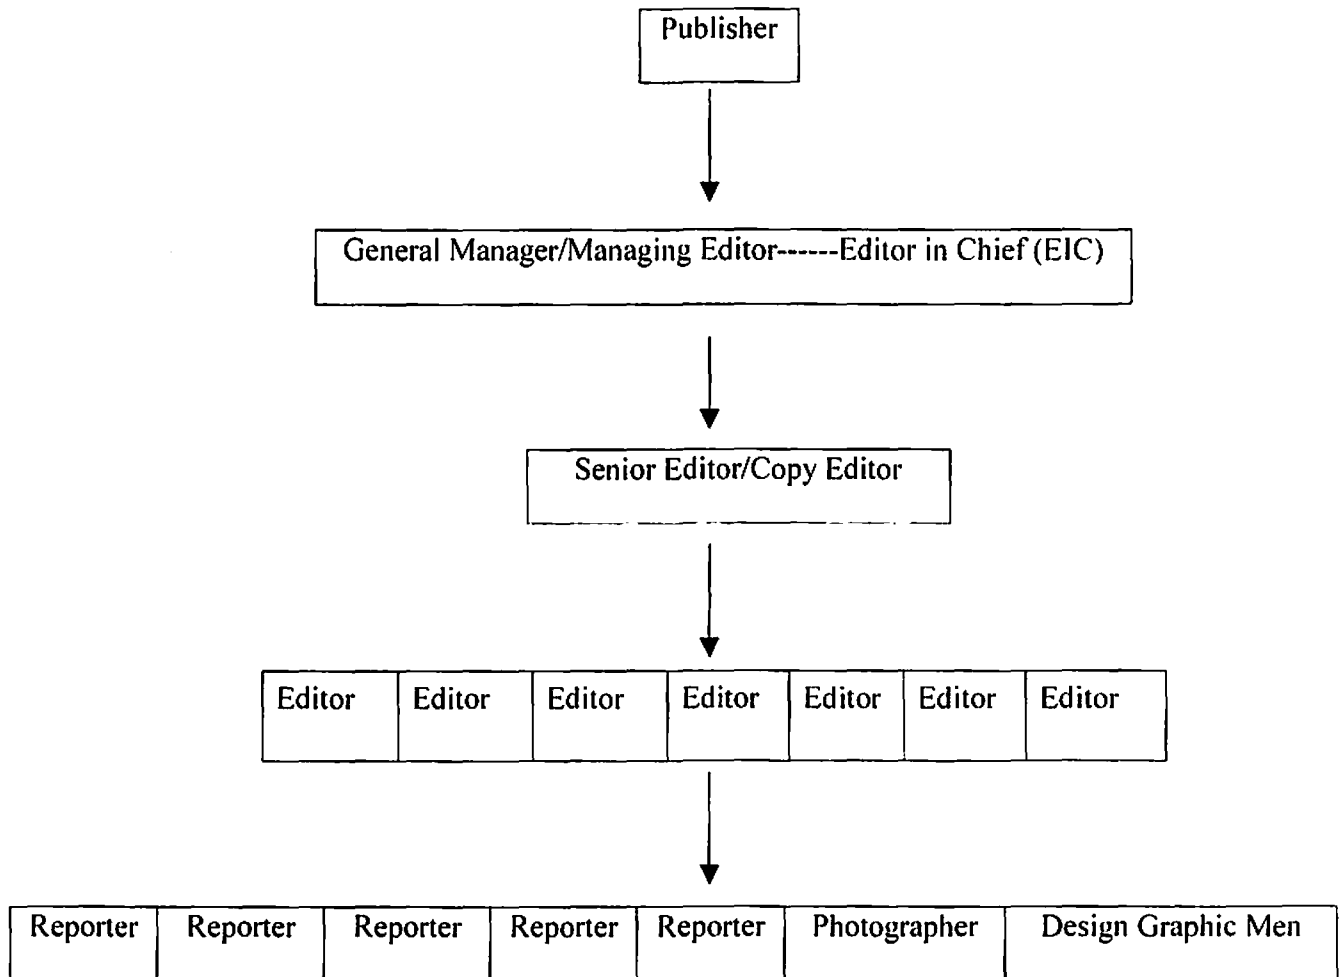 Publisher
General Manager/Managing Editor------Editor in Chief (EIC)
Senior Editor/Copy Editor
Editor Editor Editor Editor Editor Editor Editor
Reporter Reporter Reporter Reporter Reporter Photographer Design Graphic Men